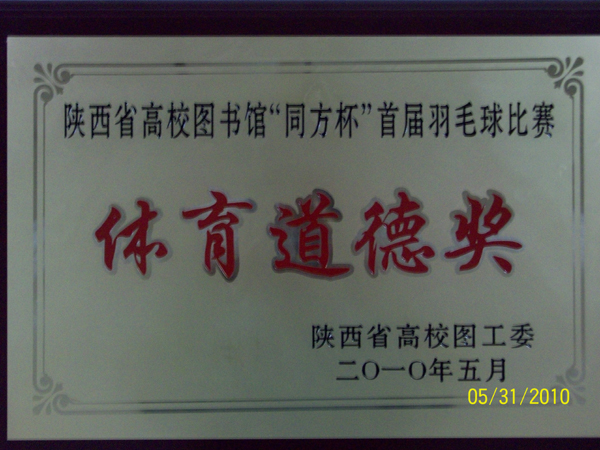 陕西省高校图书馆“同方杯”首届羽毛球比赛
体育道德奖
陕西省高校图工委
二〇一〇年五月
05/31/2010